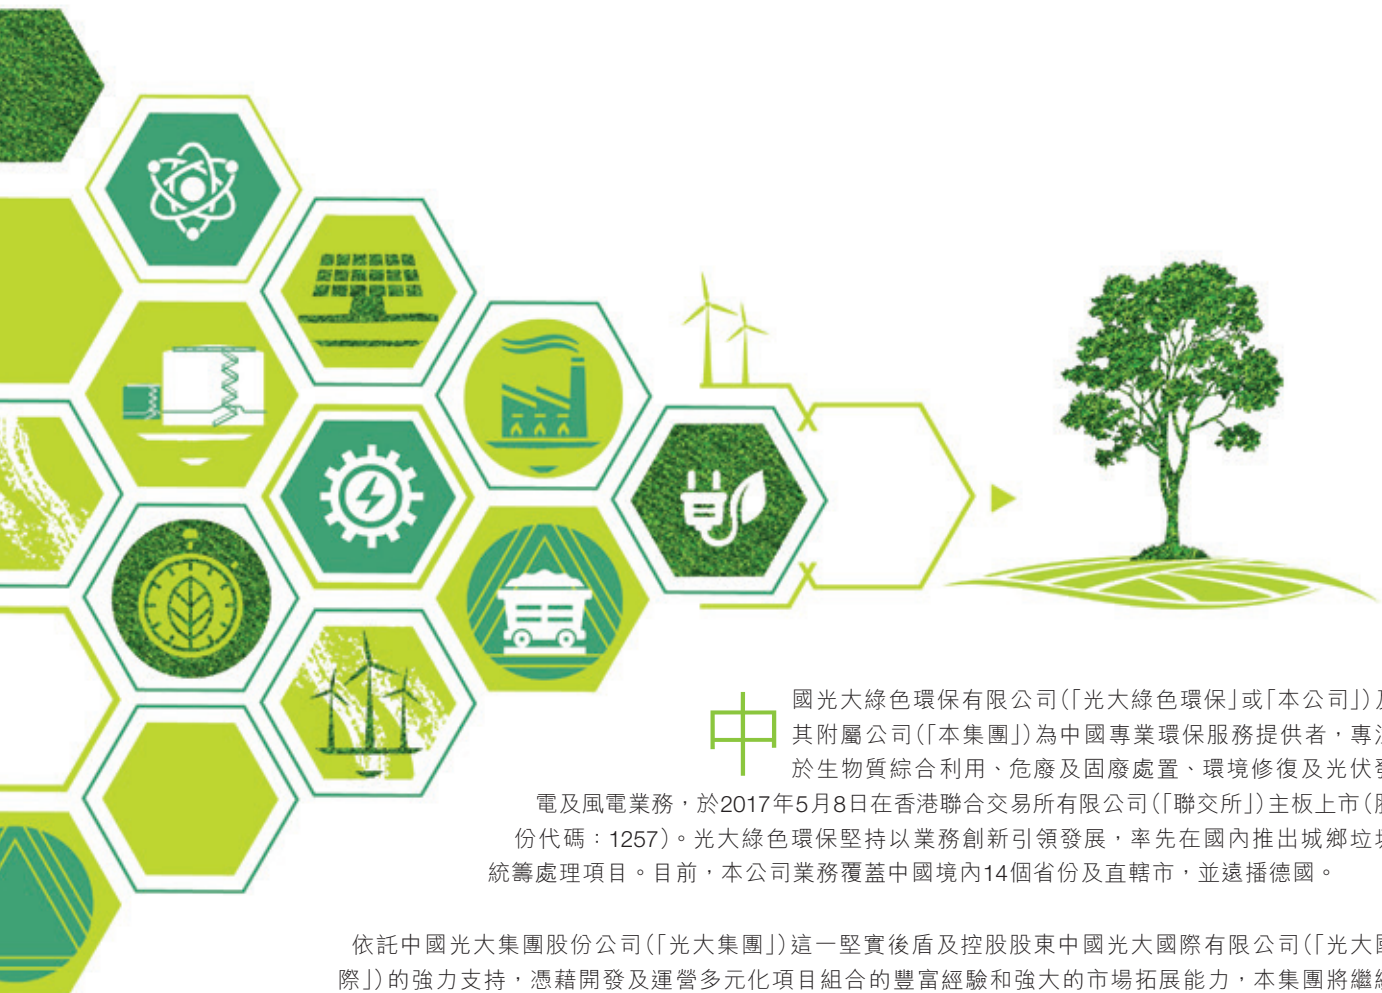 中國光大綠色環保有限公司(「光大綠色環保」或「本公司」)及
其附屬公司(「本集團」)為中國專業環保服務提供者，專注
於生物質綜合利用、危廢及固廢處置、環境修復及光伏發
電及風電業務，於2017年5月8日在香港聯合交易所有限公司(「聯交所」)主板上市(股
份代碼：1257)。光大綠色環保堅持以業務創新引領發展，率先在國內推出城鄉垃圾
統籌處理項目。目前，本公司業務覆蓋中國境內14個省份及直轄市，並遠播德國。
依託中國光大集團股份公司(「光大集團」)這一堅實後盾及控股股東中國光大國際有限公司(「光大國
際」)的強力支持，憑藉開發及運營多元化項目組合的豐富經驗和強大的市場拓展能力，本集團將繼續